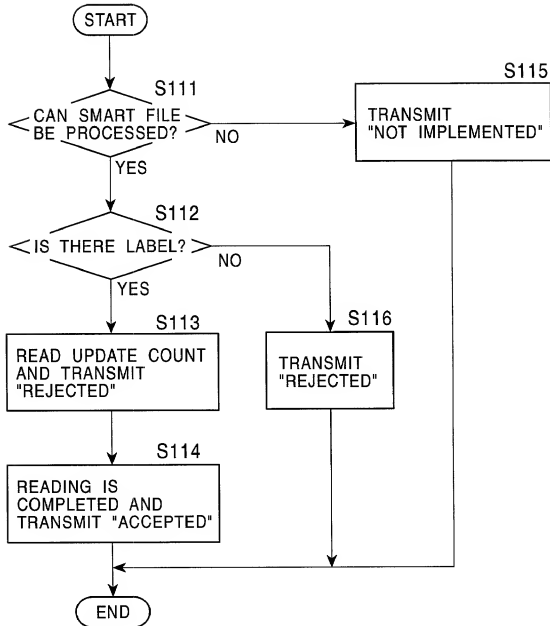 START
S111
CAN SMART FILE
BE PROCESSED?
NO
YES
S115
TRANSMIT
"NOT IMPLEMENTED"
S112
IS THERE LABEL?
NO
YES
S113
READ UPDATE COUNT
AND TRANSMIT
"REJECTED"
S116
TRANSMIT
"REJECTED"
S114
READING IS
COMPLETED AND
TRANSMIT "ACCEPTED"
END